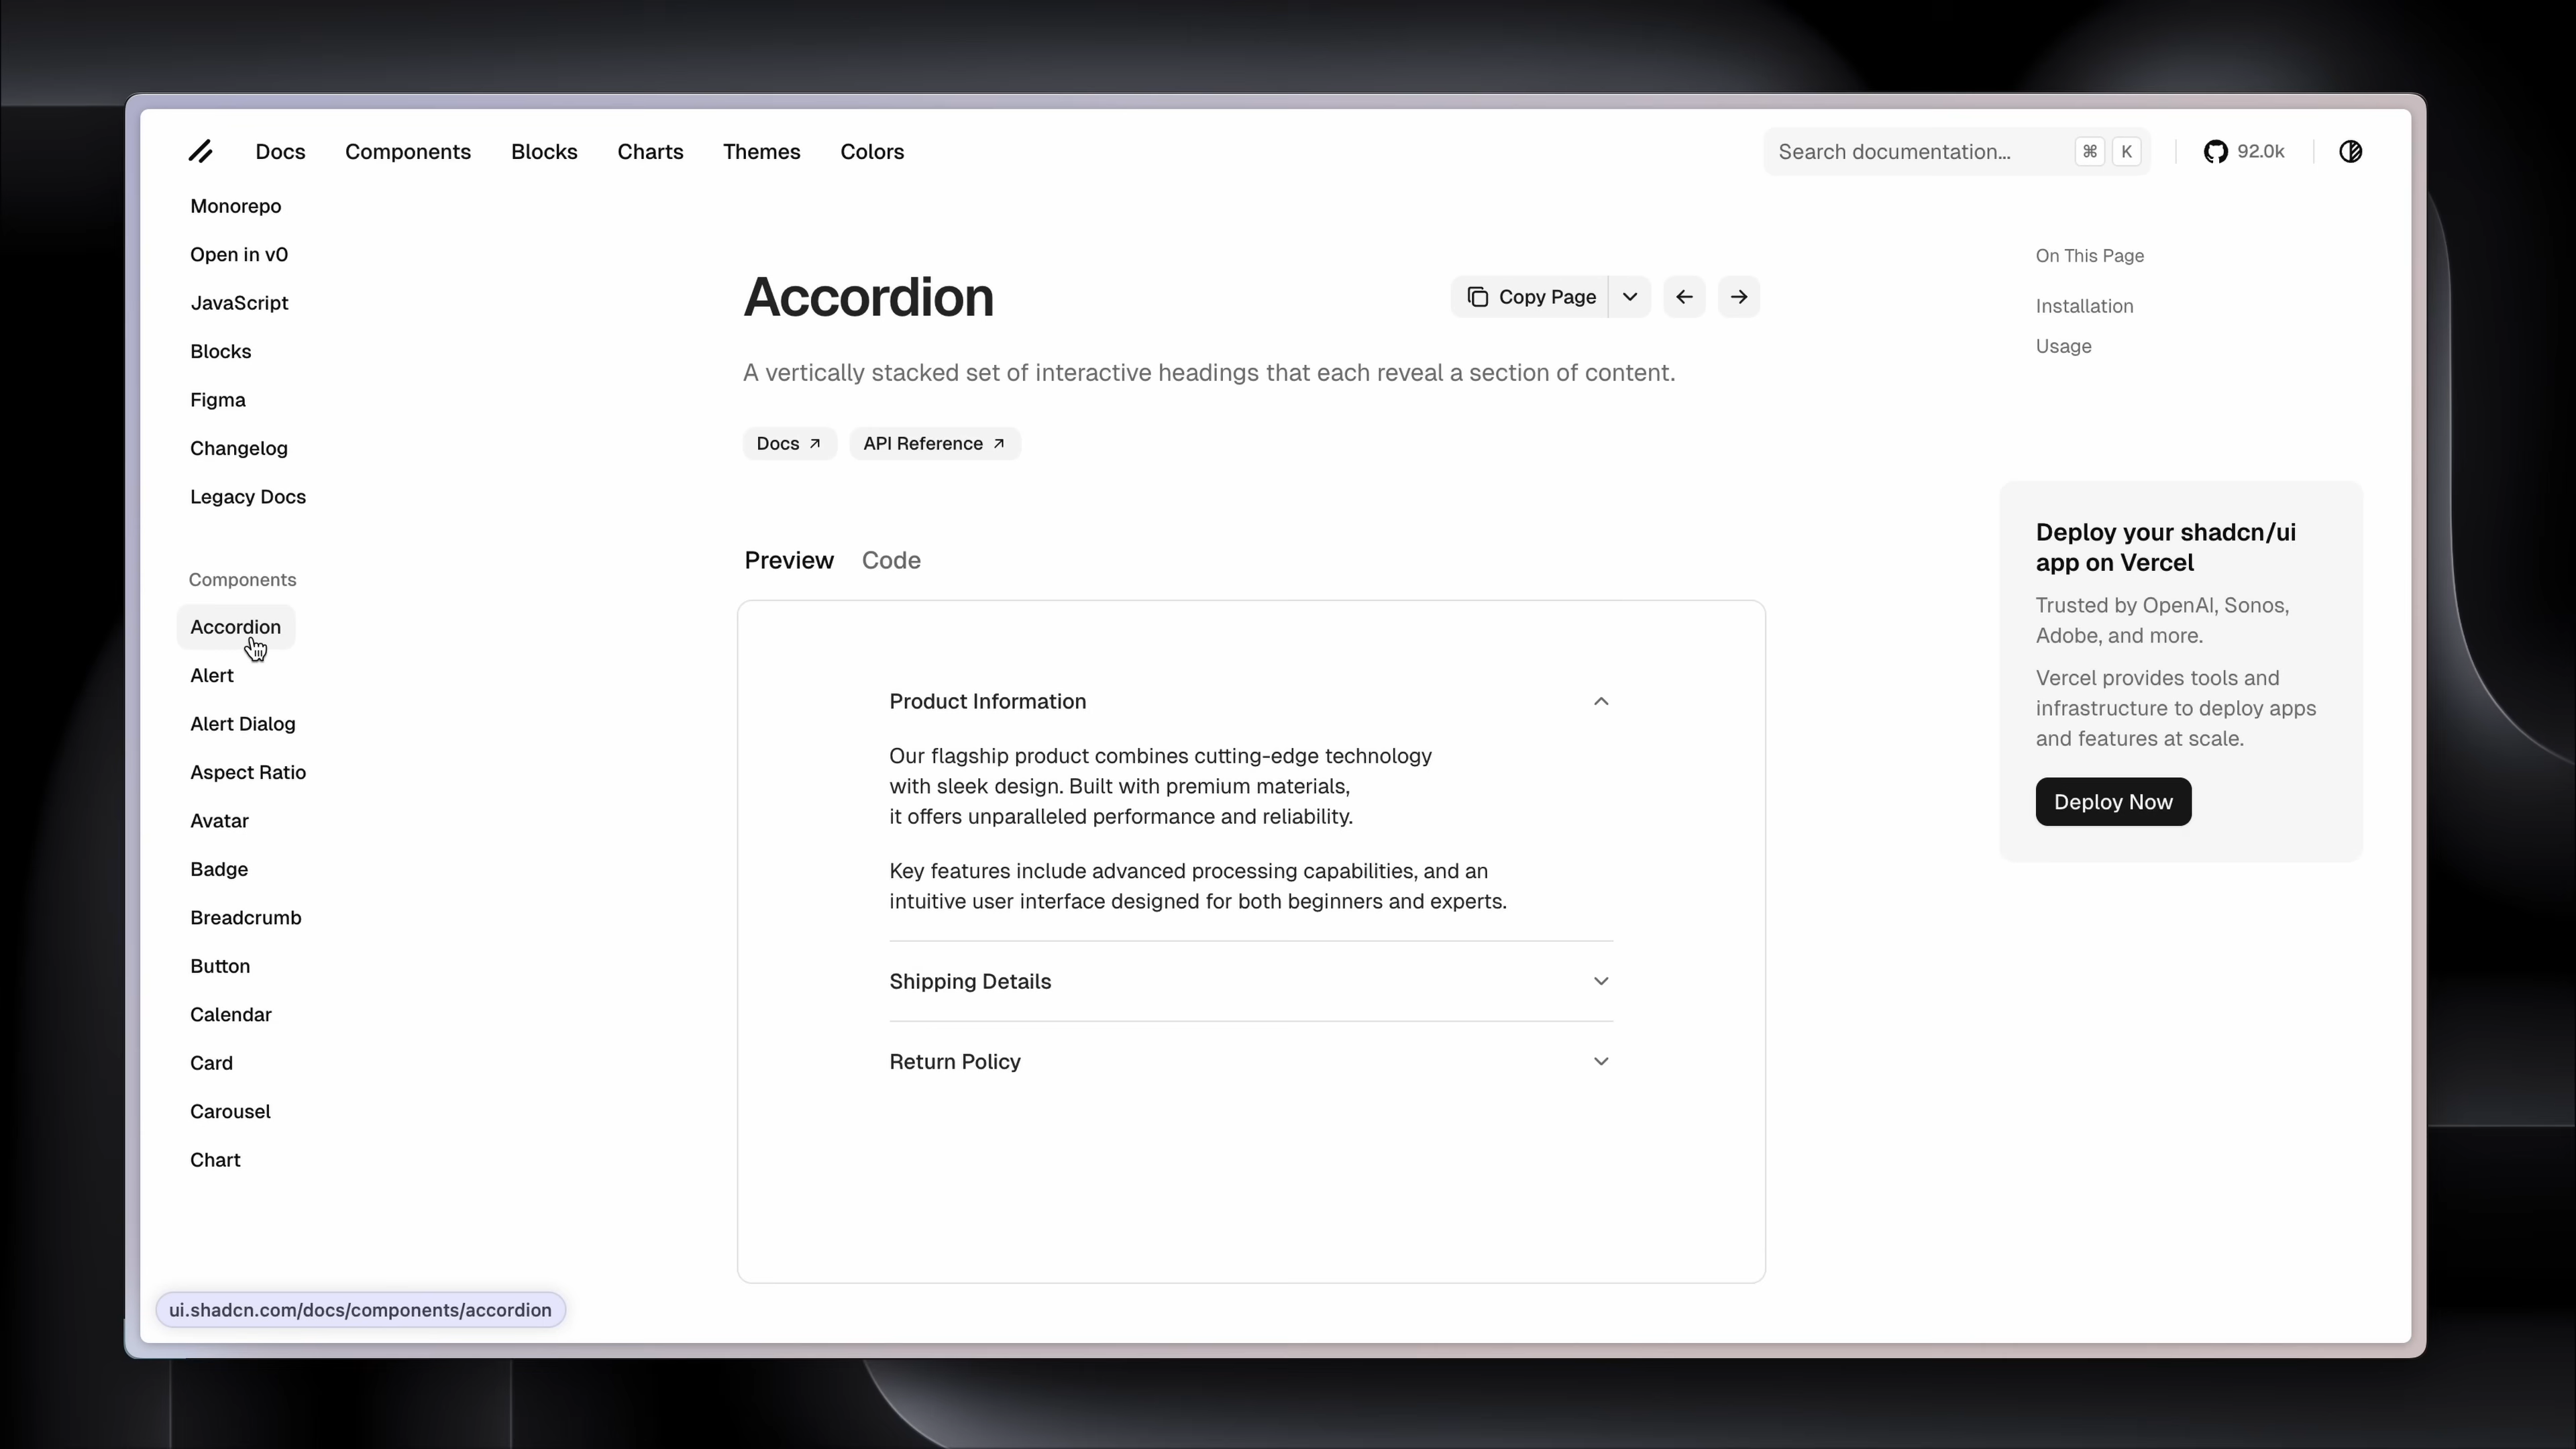 Docs
Components
Blocks
Charts
Themes
Colors
Search documentation...
⌘ K
92.0k
Monorepo
Open in v0
JavaScript
Blocks
Figma
Changelog
Legacy Docs
Components
Accordion
Alert
Alert Dialog
Aspect Ratio
Avatar
Badge
Breadcrumb
Button
Calendar
Card
Carousel
Chart
ui.shadcn.com/docs/components/accordion
Accordion
Copy Page
A vertically stacked set of interactive headings that each reveal a section of content.
Docs
API Reference
Preview
Code
Product Information
Our flagship product combines cutting-edge technology
with sleek design. Built with premium materials,
it offers unparalleled performance and reliability.
Key features include advanced processing capabilities, and an
intuitive user interface designed for both beginners and experts.
Shipping Details
Return Policy
On This Page
Installation
Usage
Deploy your shadcn/ui
app on Vercel
Trusted by OpenAI, Sonos,
Adobe, and more.
Vercel provides tools and
infrastructure to deploy apps
and features at scale.
Deploy Now